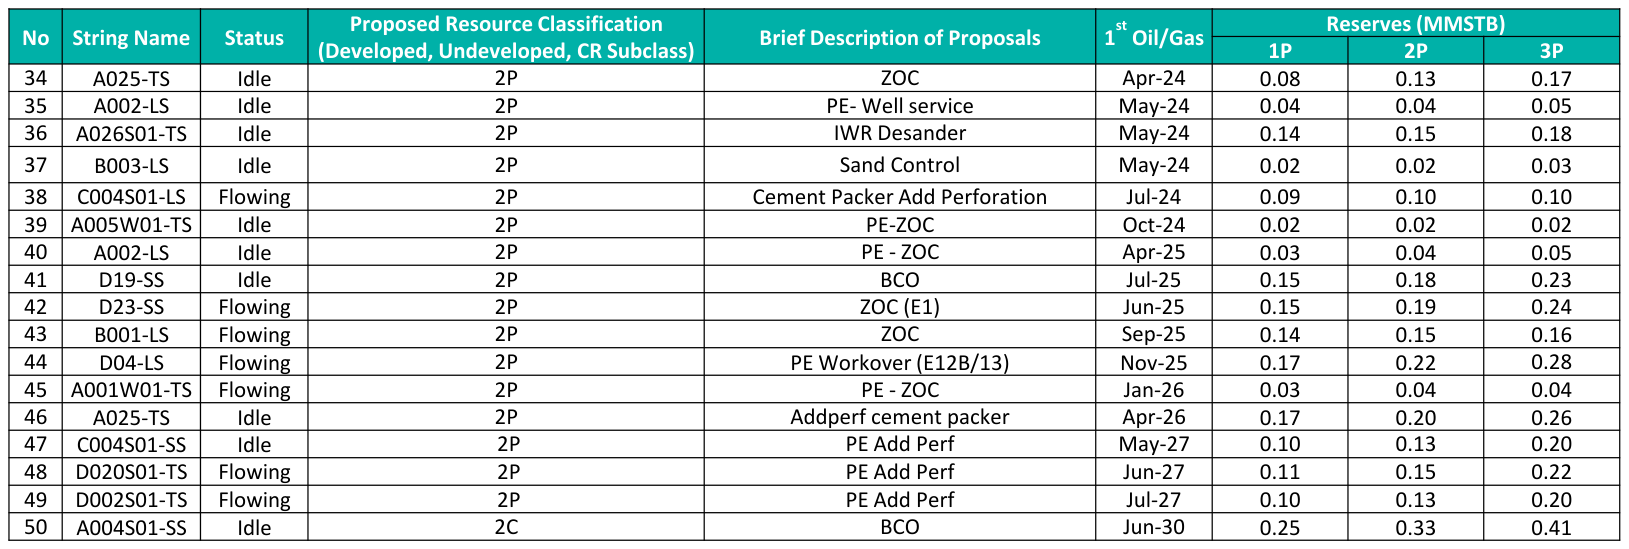 No String Name Status Proposed Resource Classification (Developed, Undeveloped, CR Subclass) Brief Description of Proposals 1st Oil/Gas Reserves (MMSTB)
1P 2P 3P
34 A025-TS Idle 2P ZOC Apr-24 0.08 0.13 0.17
35 A002-LS Idle 2P PE- Well service May-24 0.04 0.04 0.05
36 A026S01-TS Idle 2P IWR Desander May-24 0.14 0.15 0.18
37 B003-LS Idle 2P Sand Control May-24 0.02 0.02 0.03
38 C004S01-LS Flowing 2P Cement Packer Add Perforation Jul-24 0.09 0.10 0.10
39 A005W01-TS Idle 2P PE-ZOC Oct-24 0.02 0.02 0.02
40 A002-LS Idle 2P PE - ZOC Apr-25 0.03 0.04 0.05
41 D19-SS Idle 2P BCO Jul-25 0.15 0.18 0.23
42 D23-SS Flowing 2P ZOC (E1) Jun-25 0.15 0.19 0.24
43 B001-LS Flowing 2P ZOC Sep-25 0.14 0.15 0.16
44 D04-LS Flowing 2P PE Workover (E12B/13) Nov-25 0.17 0.22 0.28
45 A001W01-TS Flowing 2P PE - ZOC Jan-26 0.03 0.04 0.04
46 A025-TS Idle 2P Addperf cement packer Apr-26 0.17 0.20 0.26
47 C004S01-SS Idle 2P PE Add Perf May-27 0.10 0.13 0.20
48 D020S01-TS Flowing 2P PE Add Perf Jun-27 0.11 0.15 0.22
49 D002S01-TS Flowing 2P PE Add Perf Jul-27 0.10 0.13 0.20
50 A004S01-SS Idle 2C BCO Jun-30 0.25 0.33 0.41